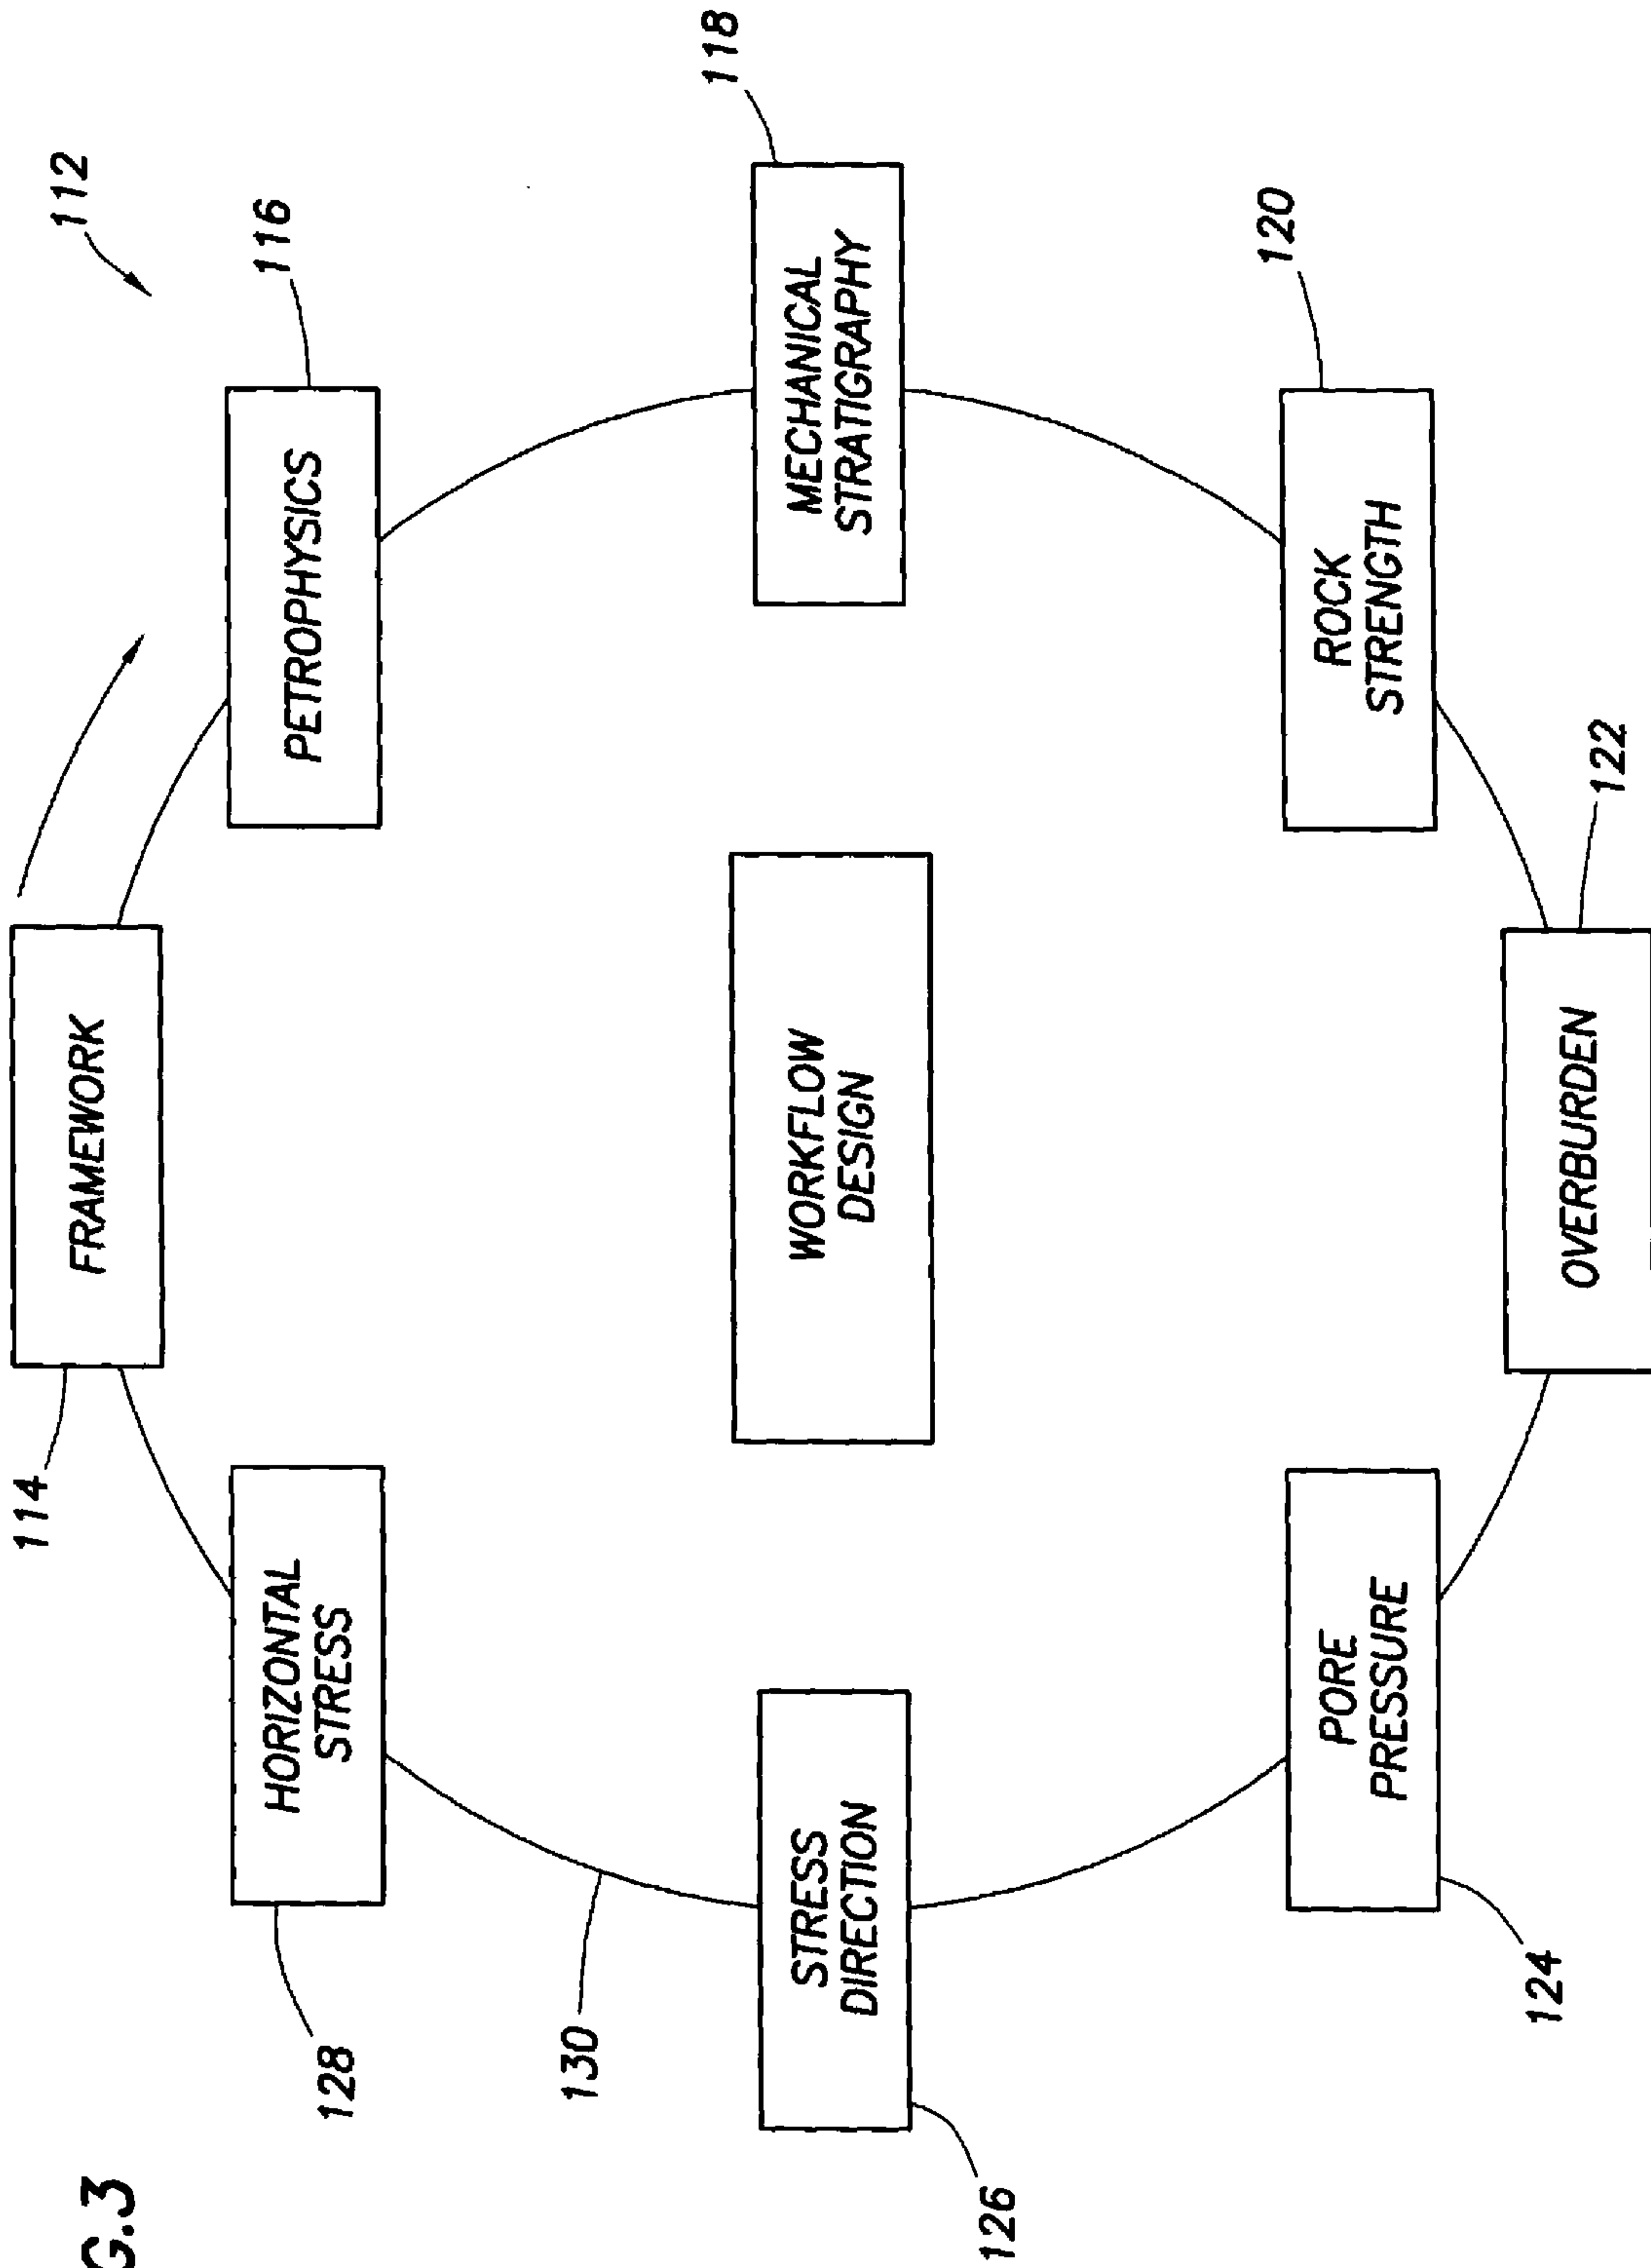 G.3
112
114
FRAMEWORK
116
PETROPHYSICS
118
MECHANICAL
STRATIGRAPHY
120
ROCK
STRENGTH
122
OVERBURDEN
124
PORE
PRESSURE
126
STRESS
DIRECTION
128
HORIZONTAL
STRESS
130
WORKFLOW
DESIGN